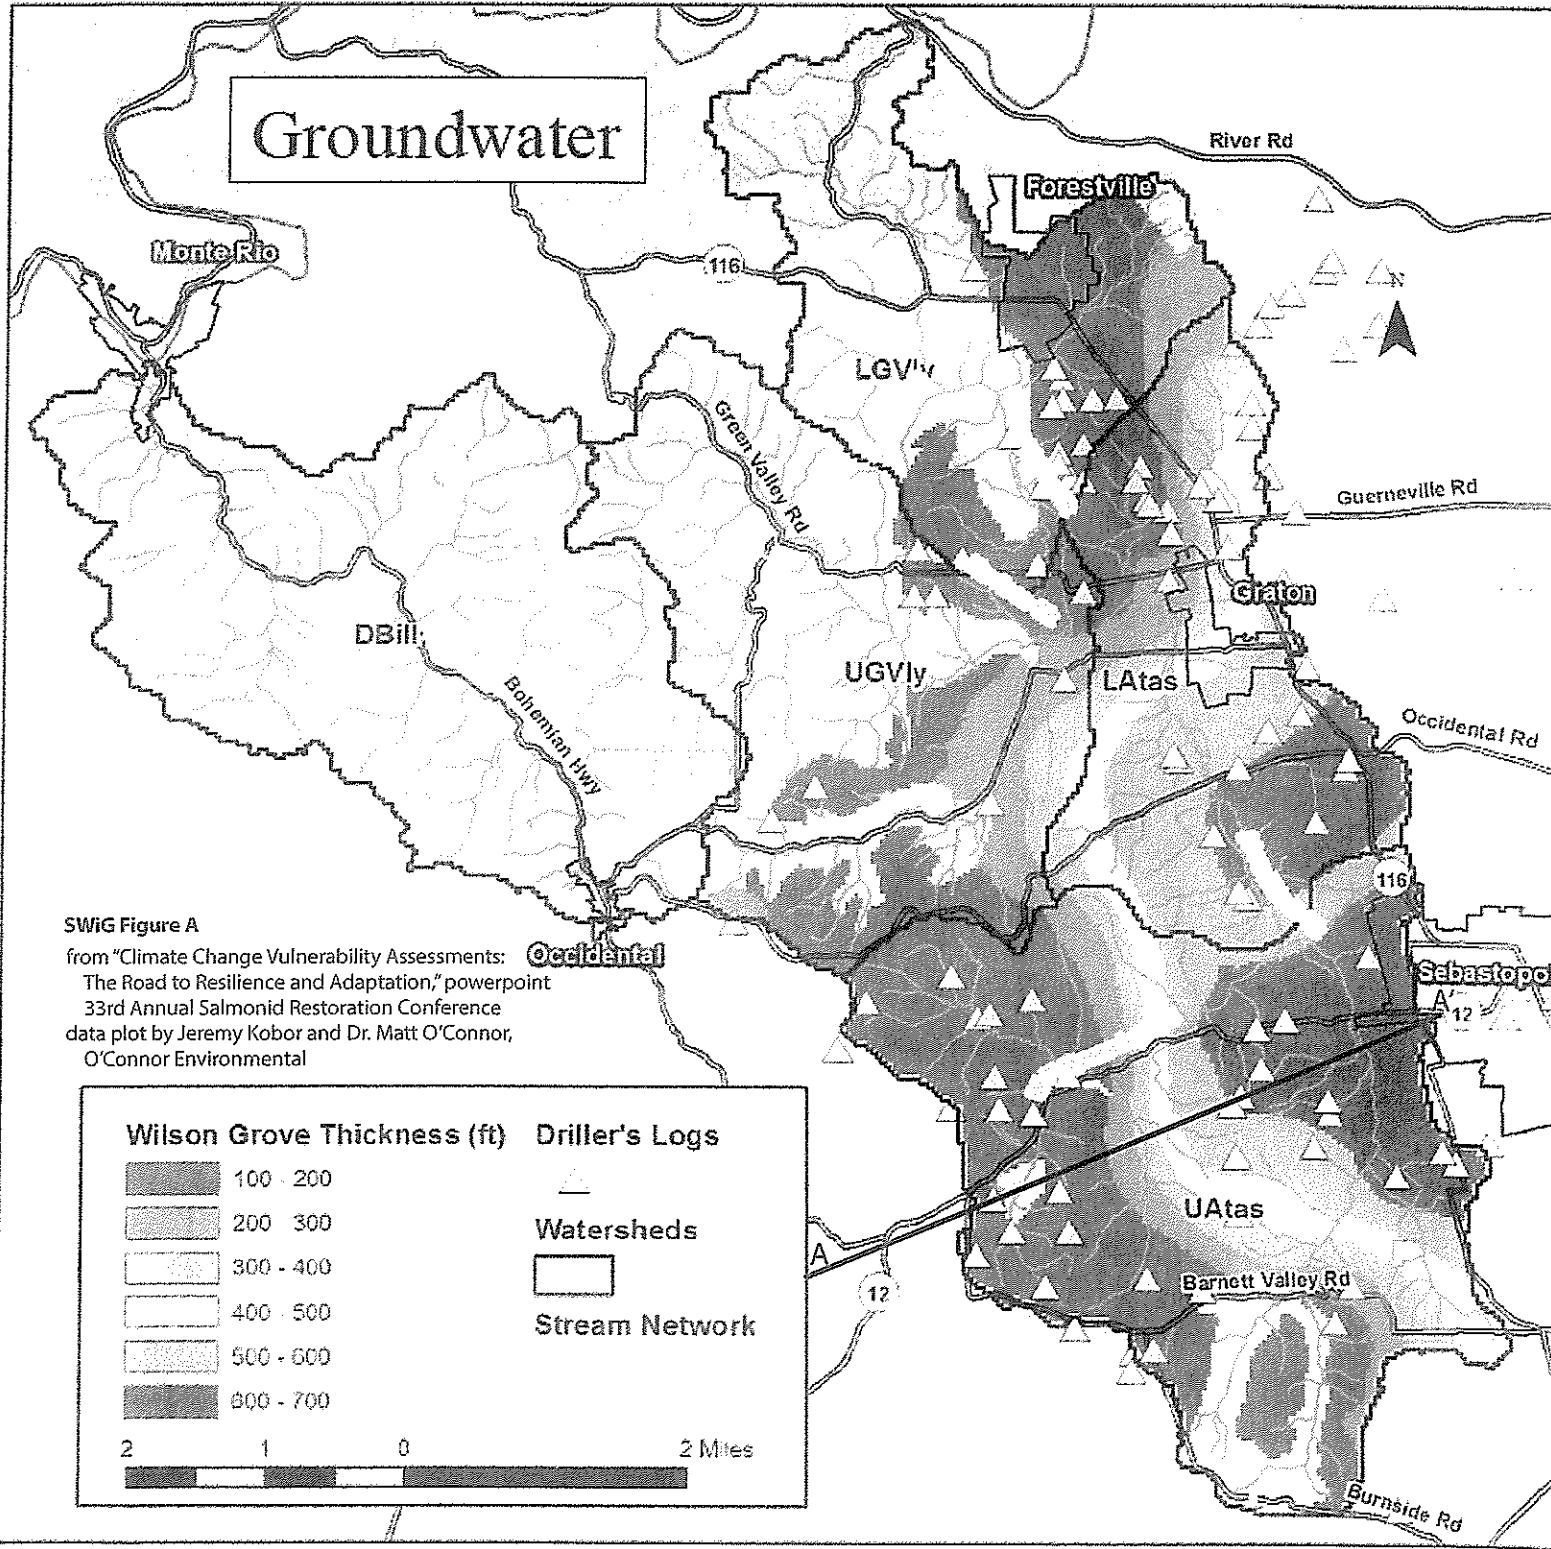 Groundwater
River Rd
Forestville
Monte Rio
116
N
Green Valley Rd
Guerneville Rd
Graton
DBill
UGVly
LAtas
Bohemian Hwy
Occidental Rd
116
SWiG Figure A
from “Climate Change Vulnerability Assessments:
The Road to Resilience and Adaptation,” powerpoint
33rd Annual Salmonid Restoration Conference
data plot by Jeremy Kobor and Dr. Matt O’Connor,
O’Connor Environmental
Occidental
Sebastopol
A'
12
Wilson Grove Thickness (ft)
100 - 200
200 - 300
300 - 400
400 - 500
500 - 600
600 - 700
Driller's Logs
Watersheds
Stream Network
2 1 0 2 Miles
A
12
UAtas
Barnett Valley Rd
Burnside Rd